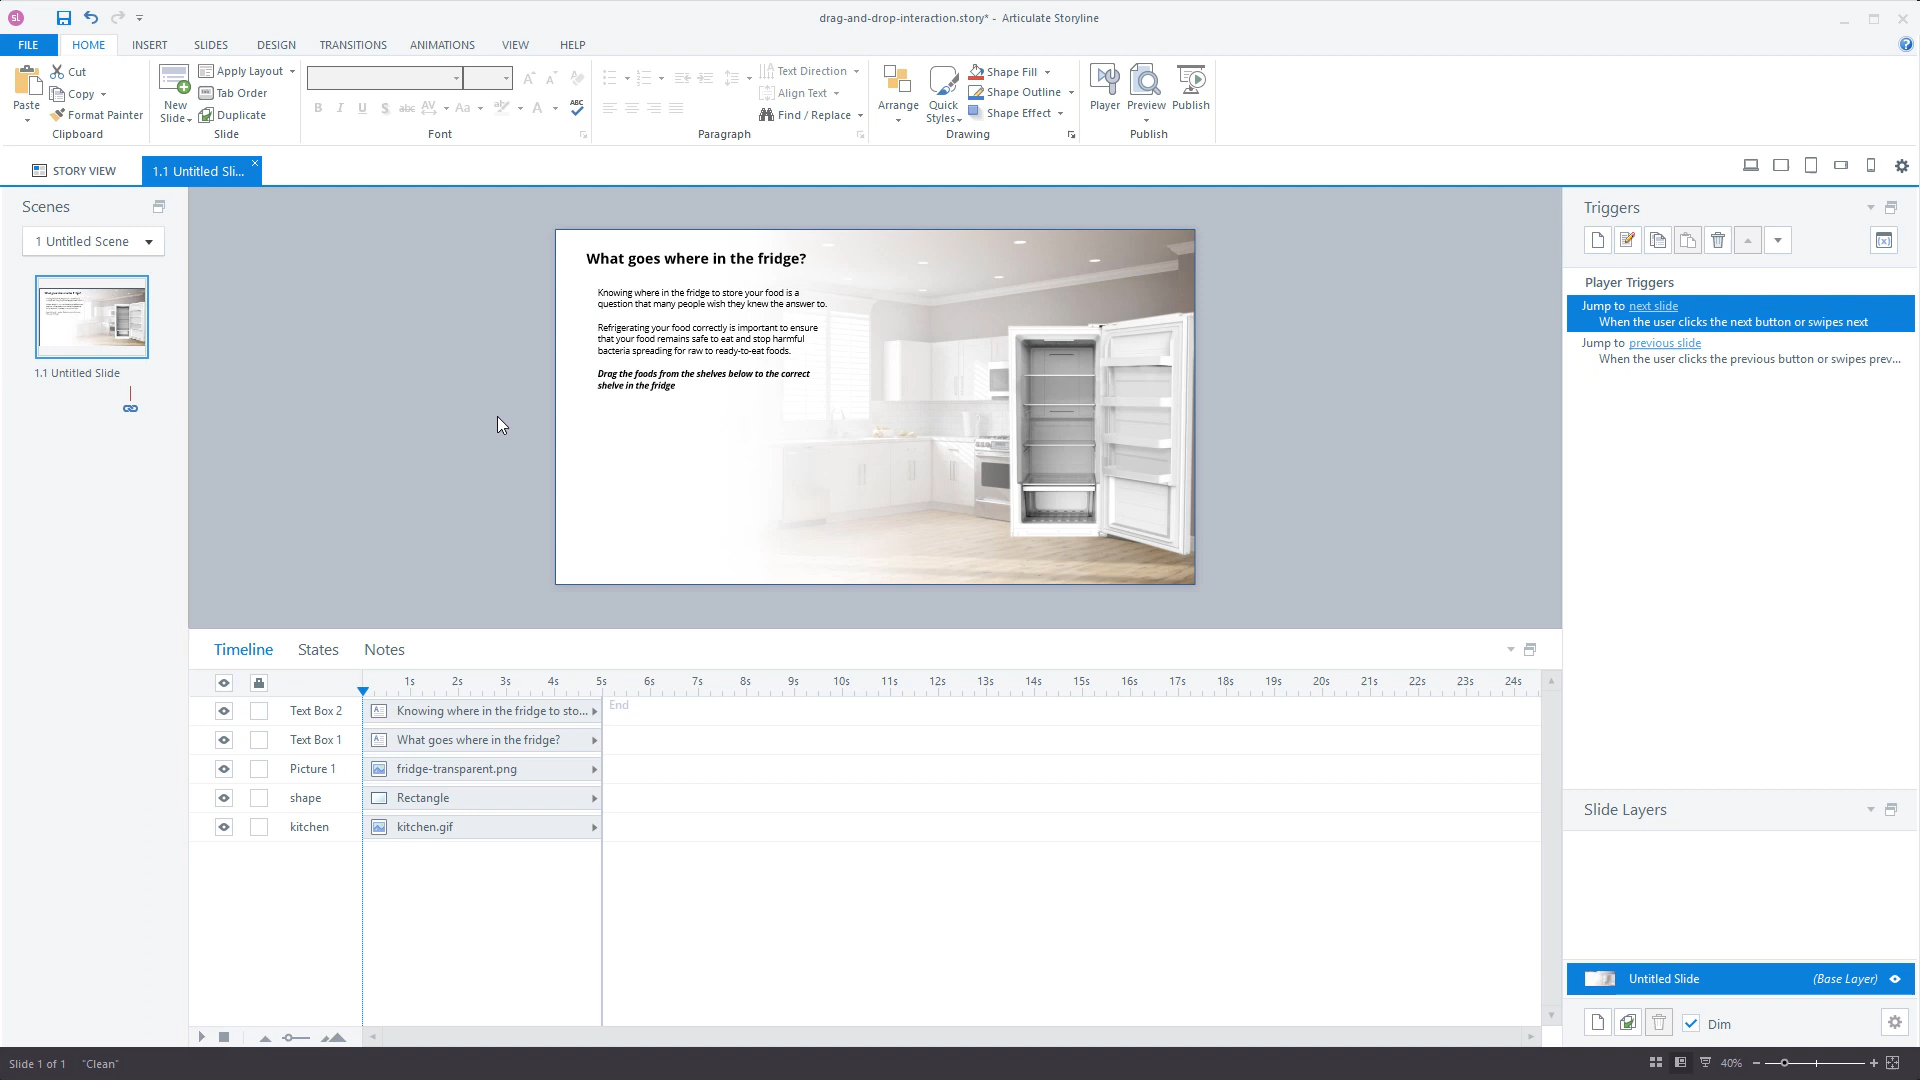 sl
drag-and-drop-interaction.story* - Articulate Storyline
FILE HOME INSERT SLIDES DESIGN TRANSITIONS ANIMATIONS VIEW HELP
Paste
Cut
Copy
Format Painter
Clipboard
New
Slide
Apply Layout
Tab Order
Duplicate
Slide
B I U S abc AV Aa A ABC
Font
Text Direction
Align Text
Find / Replace
Paragraph
Arrange
Quick
Styles
Shape Fill
Shape Outline
Shape Effect
Drawing
Player
Preview
Publish
Publish
STORY VIEW
1.1 Untitled Sli...
Scenes
1 Untitled Scene
1.1 Untitled Slide
What goes where in the fridge?
Knowing where in the fridge to store your food is a
question that many people wish they knew the answer to.
Refrigerating your food correctly is important to ensure
that your food remains safe to eat and stop harmful
bacteria spreading for raw to ready-to-eat foods.
Drag the foods from the shelves below to the correct
shelve in the fridge
Triggers
Player Triggers
Jump to next slide
When the user clicks the next button or swipes next
Jump to previous slide
When the user clicks the previous button or swipes prev...
Timeline States Notes
1s 2s 3s 4s 5s 6s 7s 8s 9s 10s 11s 12s 13s 14s 15s 16s 17s 18s 19s 20s 21s 22s 23s 24s
Text Box 2 Knowing where in the fridge to sto... End
Text Box 1 What goes where in the fridge?
Picture 1 fridge-transparent.png
shape Rectangle
kitchen kitchen.gif
Slide Layers
Untitled Slide (Base Layer)
Dim
Slide 1 of 1 "Clean" 40%